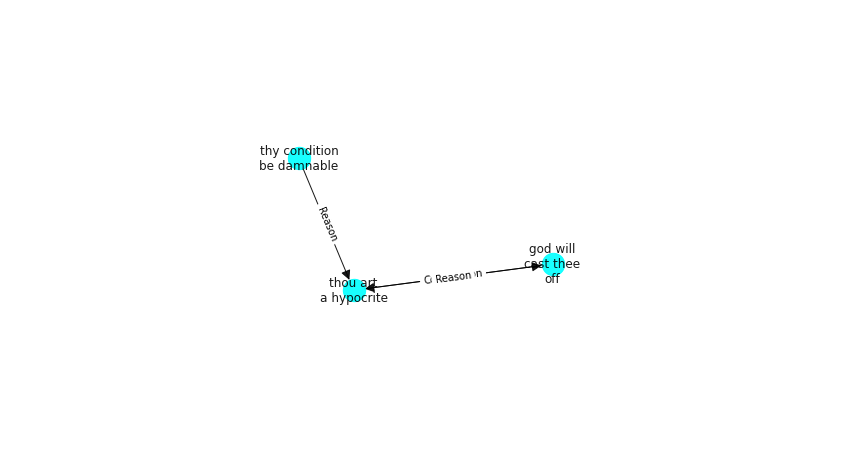 thy condition
be damnable
Reason
god will
cast thee
off
Reason
thou art
a hypocrite